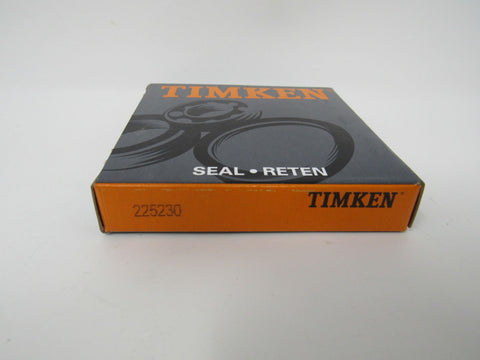 TIMKEN
SEAL • RETEN
225230 TIMKEN